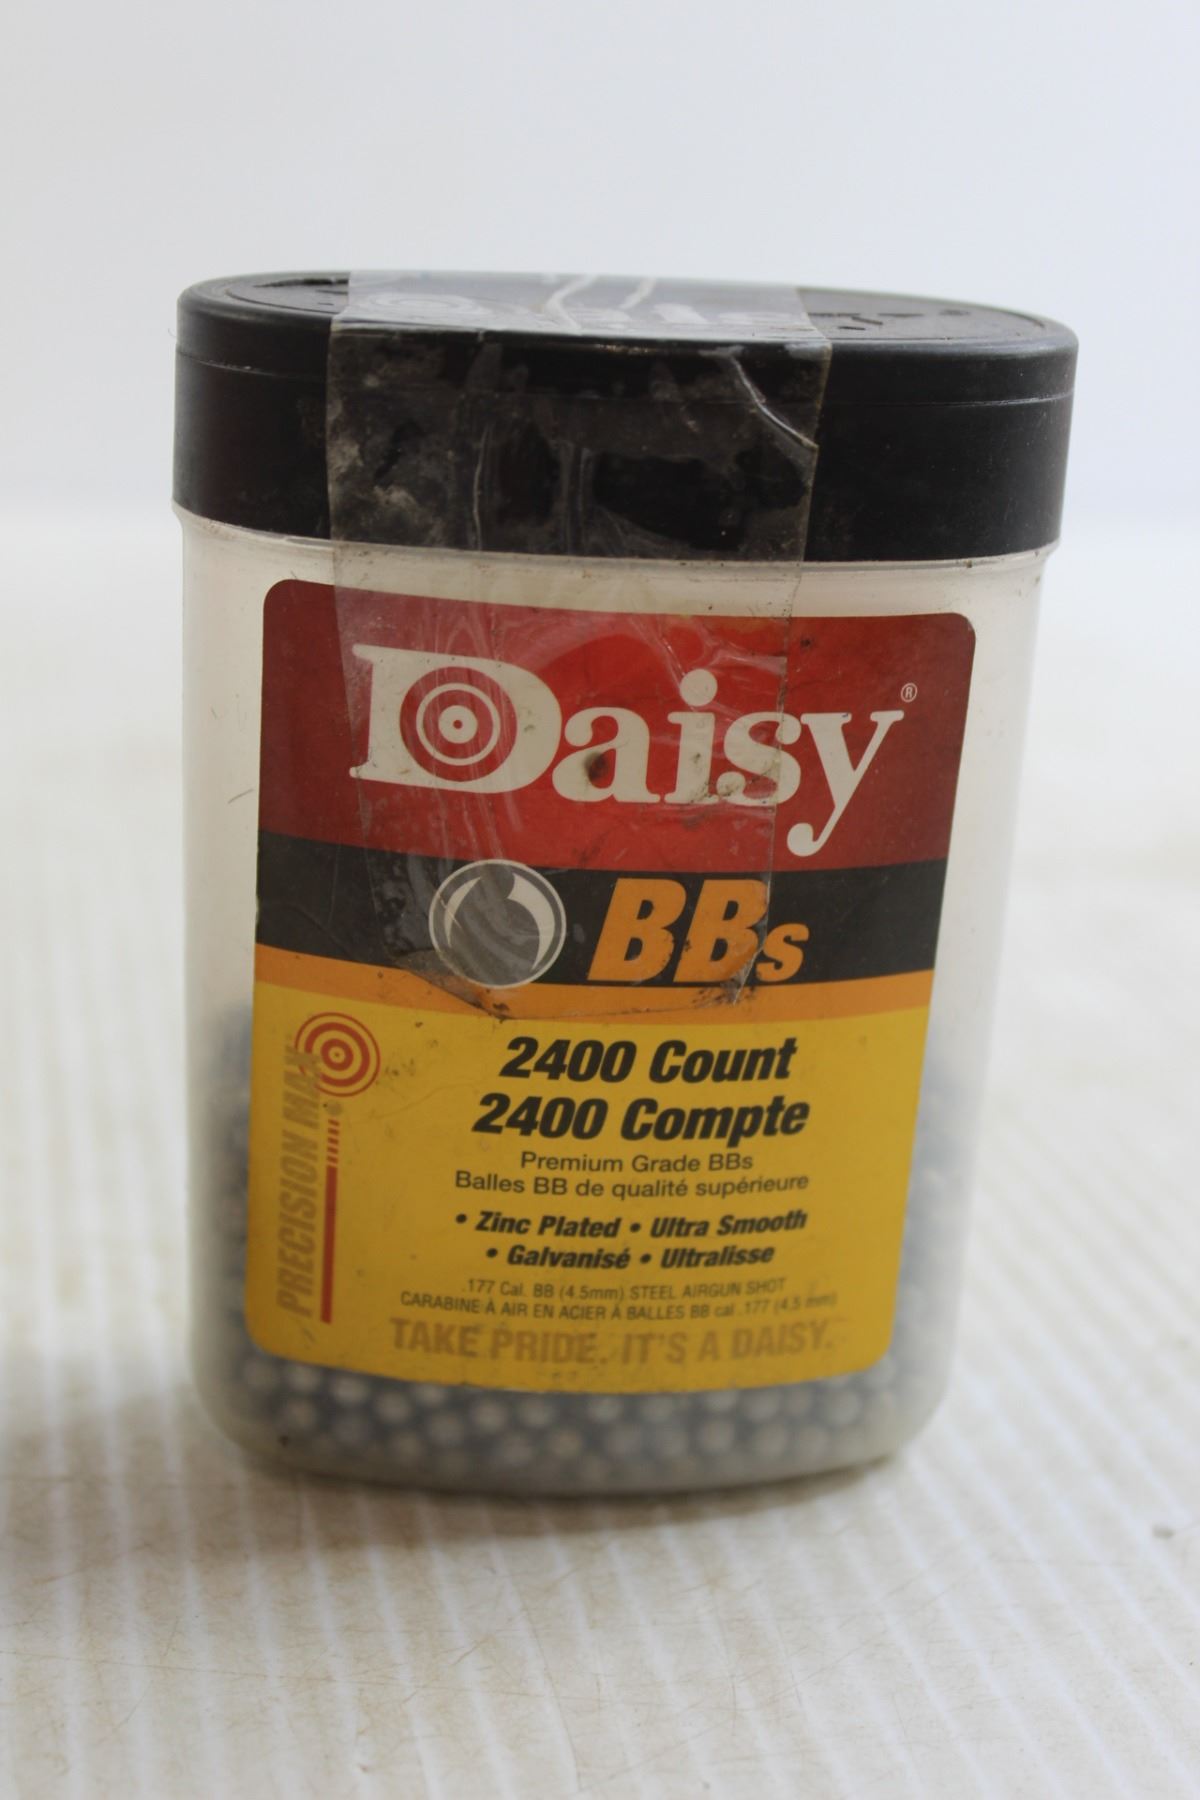 Daisy®
BBs
2400 Count
2400 Compte
Premium Grade BBs
Balles BB de qualité supérieure
• Zinc Plated • Ultra Smooth
• Galvanisé • Ultralisse
.177 Cal. BB (4.5mm) STEEL AIRGUN SHOT
CARABINE À AIR EN ACIER À BALLES BB cal .177 (4.5 mm)
TAKE PRIDE. IT'S A DAISY.
PRECISION MAX